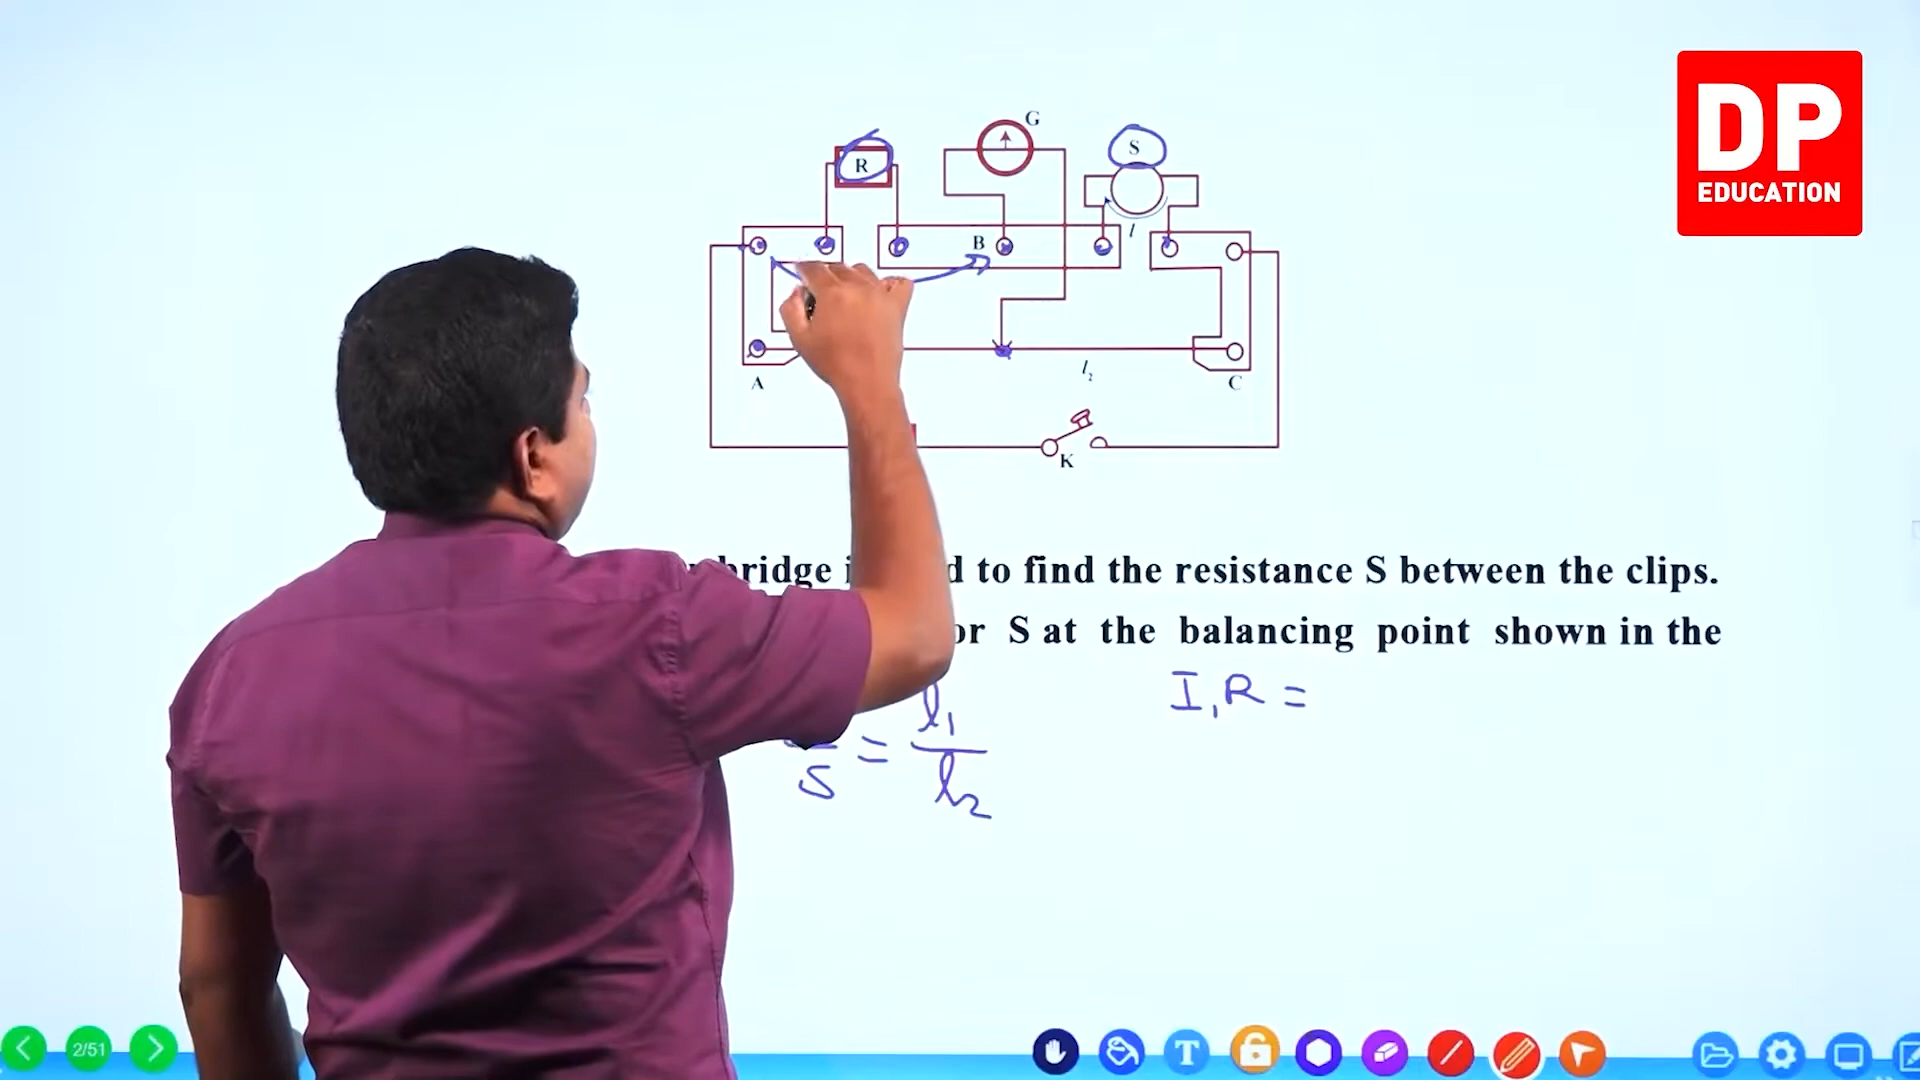 DP
EDUCATION
G
R
S
B
l
l₂
A
C
K
bridge
to find the resistance S between the clips.
or S at the balancing point shown in the
I₁R =
S = l₁
l₂
2/51
T